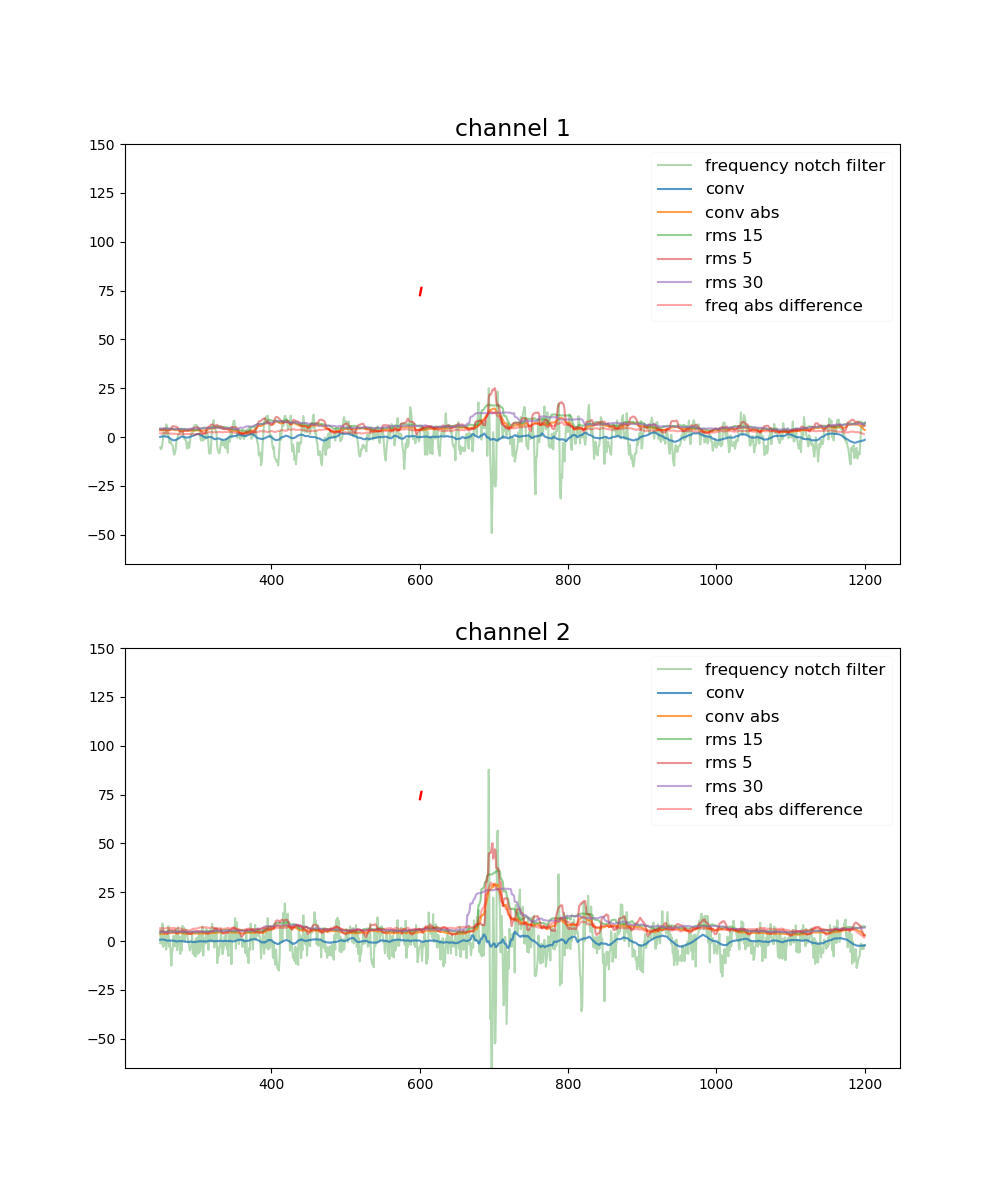 channel 1
150
125
100
75
50
25
0
−25
−50
frequency notch filter
conv
conv abs
rms 15
rms 5
rms 30
freq abs difference
400 600 800 1000 1200
channel 2
150
125
100
75
50
25
0
−25
−50
frequency notch filter
conv
conv abs
rms 15
rms 5
rms 30
freq abs difference
400 600 800 1000 1200